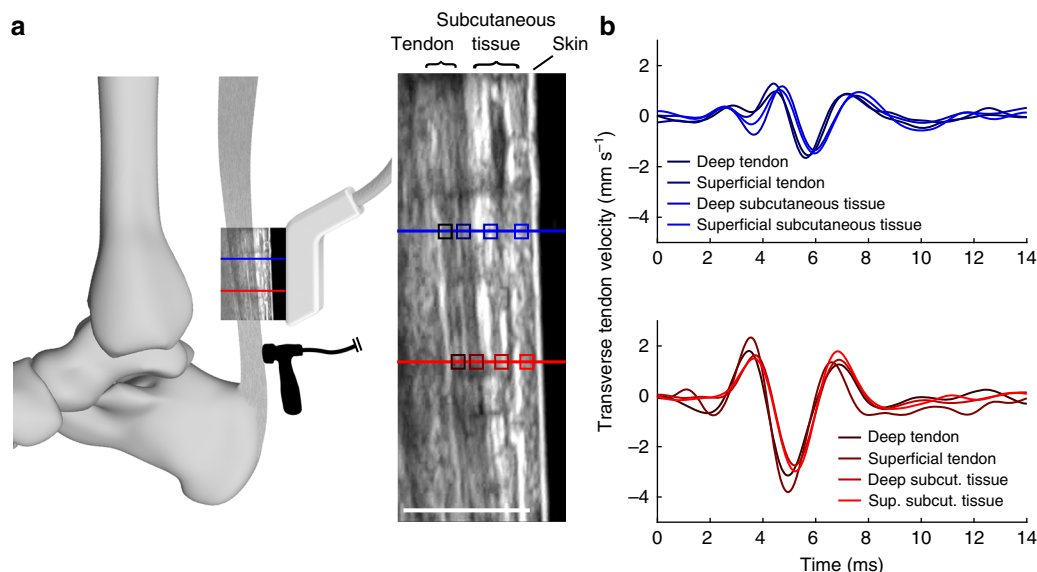 a
Subcutaneous
Tendon tissue Skin
b
Transverse tendon velocity (mm s⁻¹)
2
0
−2
−4
Deep tendon
Superficial tendon
Deep subcutaneous tissue
Superficial subcutaneous tissue
0 2 4 6 8 10 12 14
2
0
−2
−4
Deep tendon
Superficial tendon
Deep subcut. tissue
Sup. subcut. tissue
0 2 4 6 8 10 12 14
Time (ms)